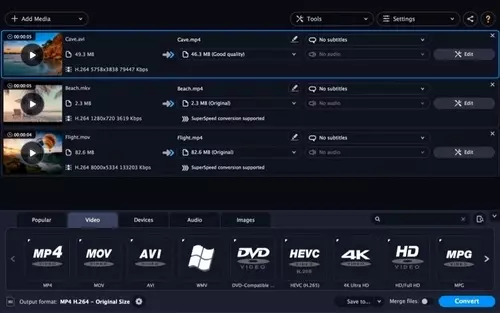 + Add Media
Tools
Settings
?
00:00:05
Cave.avi
Cave.mp4
No subtitles
49.3 MB
46.3 MB (Good quality)
No audio
Edit
H.264 5758x3838 79447 Kbps
00:00:05
Beach.mkv
Beach.mp4
No subtitles
2.3 MB
2.3 MB (Original)
No audio
Edit
H.264 1280x720 3619 Kbps
SuperSpeed conversion supported
00:00:04
Flight.mov
Flight.mp4
No subtitles
82.6 MB
82.6 MB (Original)
No audio
Edit
H.264 8000x5334 133203 Kbps
SuperSpeed conversion supported
Popular
Video
Devices
Audio
Images
MP4 VIDEO
MOV
AVI
DVD VIDEO
HEVC H.265
4K
HD VIDEO
MPG
MP4
MOV
AVI
WMV
DVD-Compatible ...
HEVC (H.265)
4K Ultra HD
HD/Full HD
MPG
Output format: MP4 H.264 - Original Size
Save to...
Merge files:
Convert